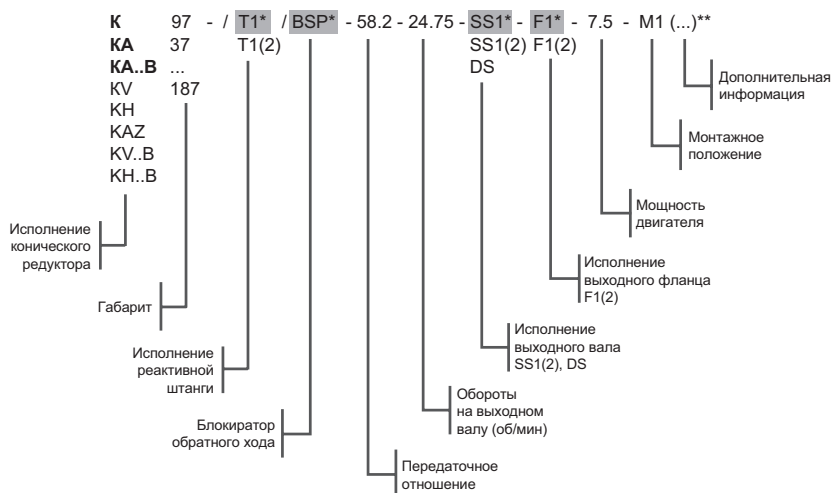 К 97 - / T1* / BSP* - 58.2 - 24.75 - SS1* - F1* - 7.5 - M1 (...)**
КА 37 T1(2) SS1(2) F1(2)
КА..В ... DS
KV 187
KH
KAZ
KV..B
KH..B
Дополнительная
информация
Монтажное
положение
Мощность
двигателя
Исполнение
выходного фланца
F1(2)
Исполнение
выходного вала
SS1(2), DS
Обороты
на выходном
валу (об/мин)
Передаточное
отношение
Блокиратор
обратного хода
Исполнение
реактивной
штанги
Габарит
Исполнение
конического
редуктора